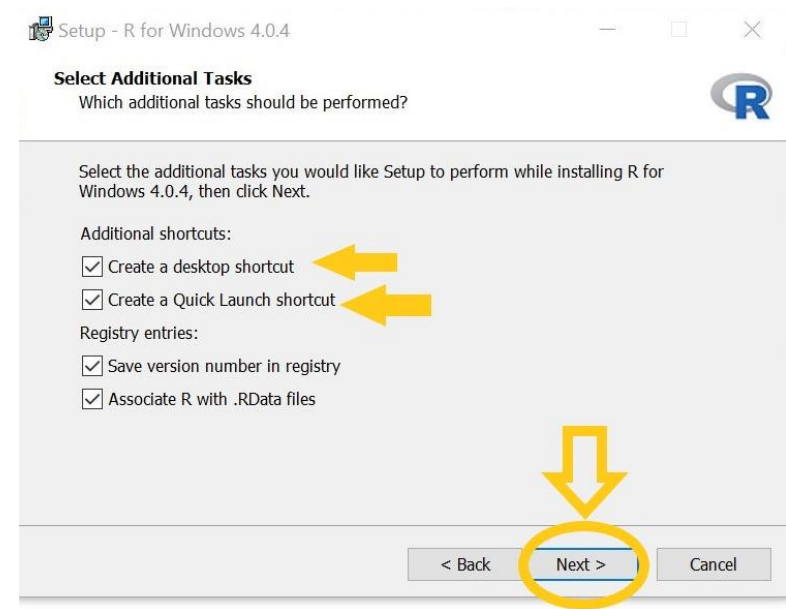 Setup - R for Windows 4.0.4
Select Additional Tasks
Which additional tasks should be performed?
R
Select the additional tasks you would like Setup to perform while installing R for
Windows 4.0.4, then click Next.
Additional shortcuts:
Create a desktop shortcut
Create a Quick Launch shortcut
Registry entries:
Save version number in registry
Associate R with .RData files
< Back Next > Cancel